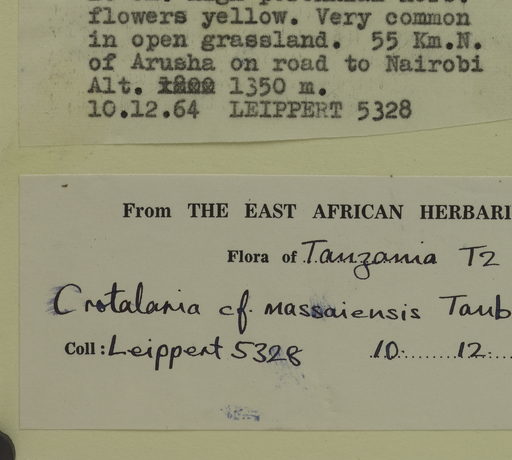 flowers yellow. Very common
in open grassland. 55 Km.N.
of Arusha on road to Nairobi
Alt. 1350 m.
10.12.64 LEIPPERT 5328
From THE EAST AFRICAN HERBARI
Flora of Tanzania T2
Crotalaria cf. massaiensis Taub
Coll: Leippert 5328 10. 12.